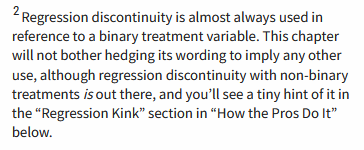 2 Regression discontinuity is almost always used in
reference to a binary treatment variable. This chapter
will not bother hedging its wording to imply any other
use, although regression discontinuity with non-binary
treatments is out there, and you’ll see a tiny hint of it in
the “Regression Kink” section in “How the Pros Do It”
below.